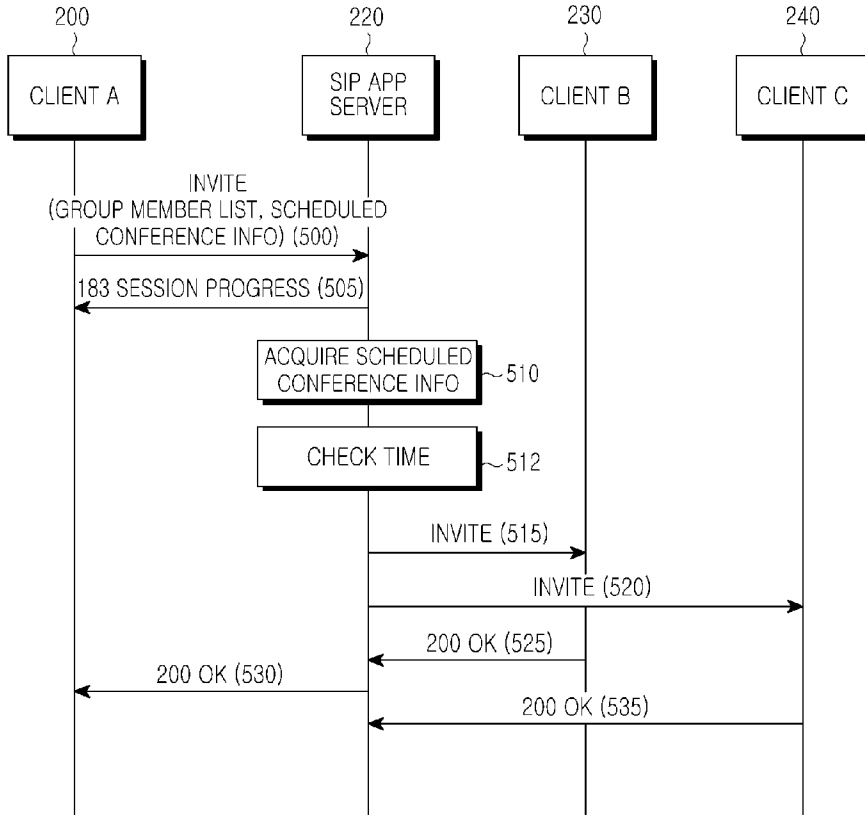 200
220
230
240
CLIENT A
SIP APP
SERVER
CLIENT B
CLIENT C
INVITE
(GROUP MEMBER LIST, SCHEDULED
CONFERENCE INFO) (500)
183 SESSION PROGRESS (505)
ACQUIRE SCHEDULED
CONFERENCE INFO
510
CHECK TIME
512
INVITE (515)
INVITE (520)
200 OK (525)
200 OK (530)
200 OK (535)